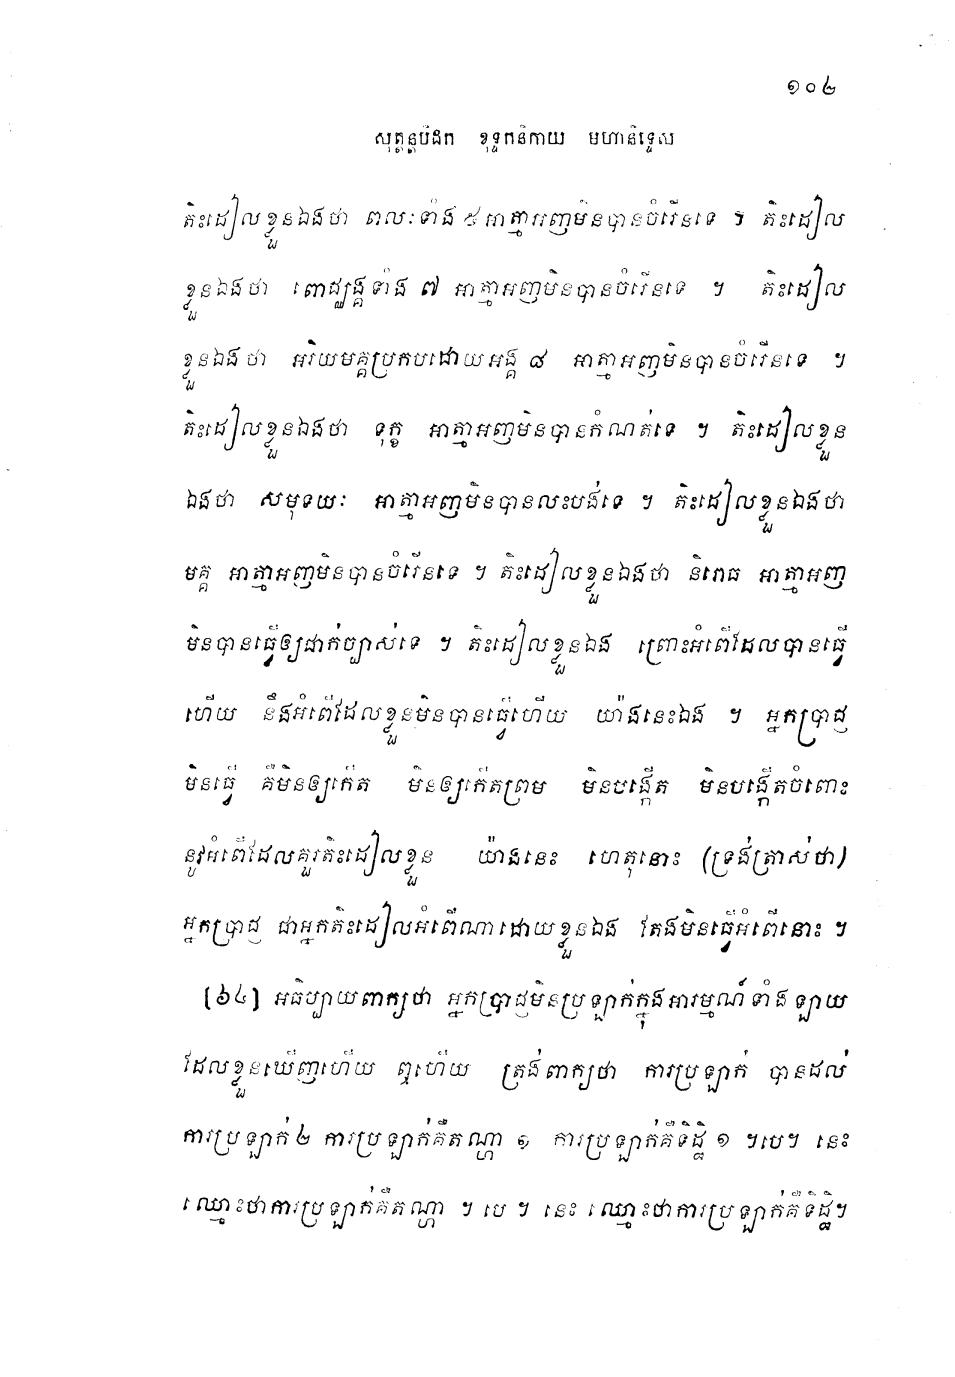 ១០២
សុត្តន្តបិដក ខុទ្ទកនិកាយ មហានិទ្ទេស
តិះដៀលខ្លួនឯងថា ពលៈទាំង ៥ អាត្មាអញមិនបានចំរើនទេ ។ តិះដៀល
ខ្លួនឯងថា ពោជ្ឈង្គទាំង ៧ អាត្មាអញមិនបានចំរើនទេ ។ តិះដៀល
ខ្លួនឯងថា អរិយមគ្គប្រកបដោយអង្គ ៨ អាត្មាអញមិនបានចំរើនទេ ។
តិះដៀលខ្លួនឯងថា ទុក្ខ អាត្មាអញមិនបានកំណត់ទេ ។ តិះដៀលខ្លួន
ឯងថា សមុទយៈ អាត្មាអញមិនបានលះបង់ទេ ។ តិះដៀលខ្លួនឯងថា
មគ្គ អាត្មាអញមិនបានចំរើនទេ ។ តិះដៀលខ្លួនឯងថា និរោធ អាត្មាអញ
មិនបានធ្វើឲ្យជាក់ច្បាស់ទេ ។ តិះដៀលខ្លួនឯង ព្រោះអំពើដែលបានធ្វើ
ហើយ នឹងអំពើដែលខ្លួនមិនបានធ្វើហើយ យ៉ាងនេះឯង ។ អ្នកប្រាជ្ញ
មិនធ្វើ គឺមិនឲ្យកើត មិនឲ្យកើតព្រម មិនបង្កើត មិនបង្កើតចំពោះ
នូវអំពើដែលគួរតិះដៀលខ្លួន យ៉ាងនេះ ហេតុនោះ (ទ្រង់ត្រាស់ថា)
អ្នកប្រាជ្ញ ជាអ្នកតិះដៀលអំពើណាដោយខ្លួនឯង តែងមិនធ្វើអំពើនោះ ។
[៦៤] អធិប្បាយពាក្យថា អ្នកប្រាជ្ញមិនប្រឡាក់ក្នុងអារម្មណ៍ទាំងឡាយ
ដែលខ្លួនឃើញហើយ ឮហើយ ត្រង់ពាក្យថា ការប្រឡាក់ បានដល់
ការប្រឡាក់ ២ ការប្រឡាក់គឺតណ្ហា ១ ការប្រឡាក់គឺទិដ្ឋិ ១ ។បេ។ នេះ
ឈ្មោះថាការប្រឡាក់គឺតណ្ហា ។ បេ ។ នេះ ឈ្មោះថាការប្រឡាក់គឺទិដ្ឋិ។